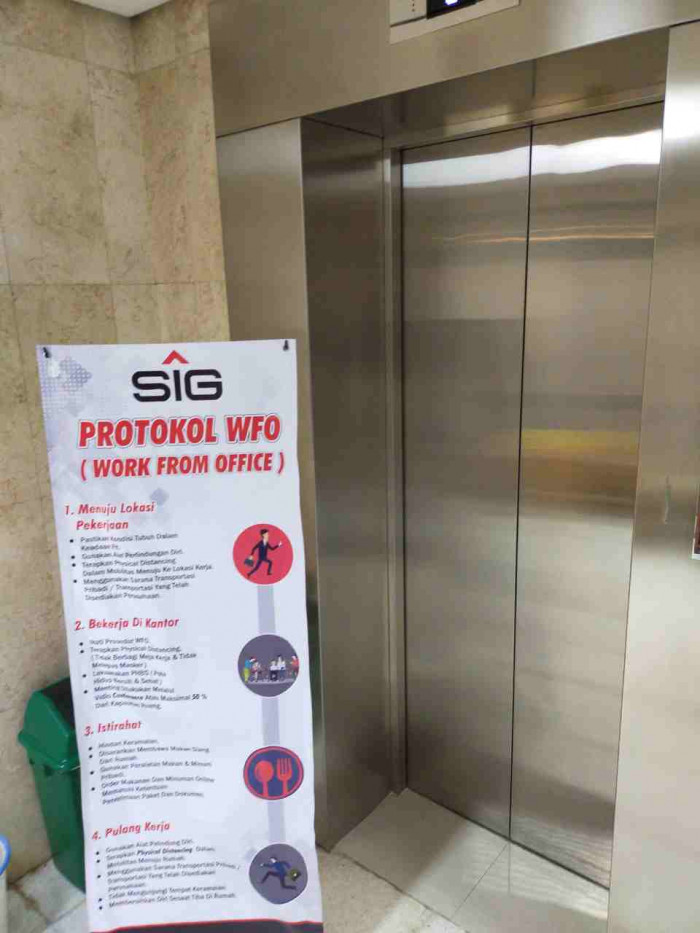 SIG
PROTOKOL WFO
( WORK FROM OFFICE )
1. Menuju Lokasi
Pekerjaan
Pastikan Kondisi Tubuh Dalam
Keadaan Fit.
Gunakan Alat Perlindungan Diri.
Terapkan Physical Distancing
Dalam Mobilitas Menuju Ke Lokasi Kerja.
Menggunakan Sarana Transportasi
Pribadi / Transportasi Yang Telah
Disediakan Perusahaan.
2. Bekerja Di Kantor
Ikuti Prosedur WFO.
Terapkan Physical Distancing.
( Tidak Berbagi Meja Kerja & Tidak
Melepas Masker )
Laksanakan PHBS ( Pola
Hidup Bersih & Sehat )
Meeting Dilakukan Melalui
Vidio Conference Atau Maksimal 50 %
Dari Kapasitas Ruang.
3. Istirahat
Hindari Keramaian.
Disarankan Membawa Makan Siang
Dari Rumah.
Gunakan Peralatan Makan & Minum
Pribadi.
Order Makanan Dan Minuman Online
Mematuhi Ketentuan
Penerimaan Paket Dan Dokumen.
4. Pulang Kerja
Gunakan Alat Pelindung Diri.
Terapkan Physical Distancing Dalam
Mobilitas Menuju Rumah.
Menggunakan Sarana Transportasi Pribadi /
Transportasi Yang Telah Disediakan
Perusahaan.
Tidak Mengunjungi Tempat Keramaian
Membersihkan Diri Sesaat Tiba Di Rumah.